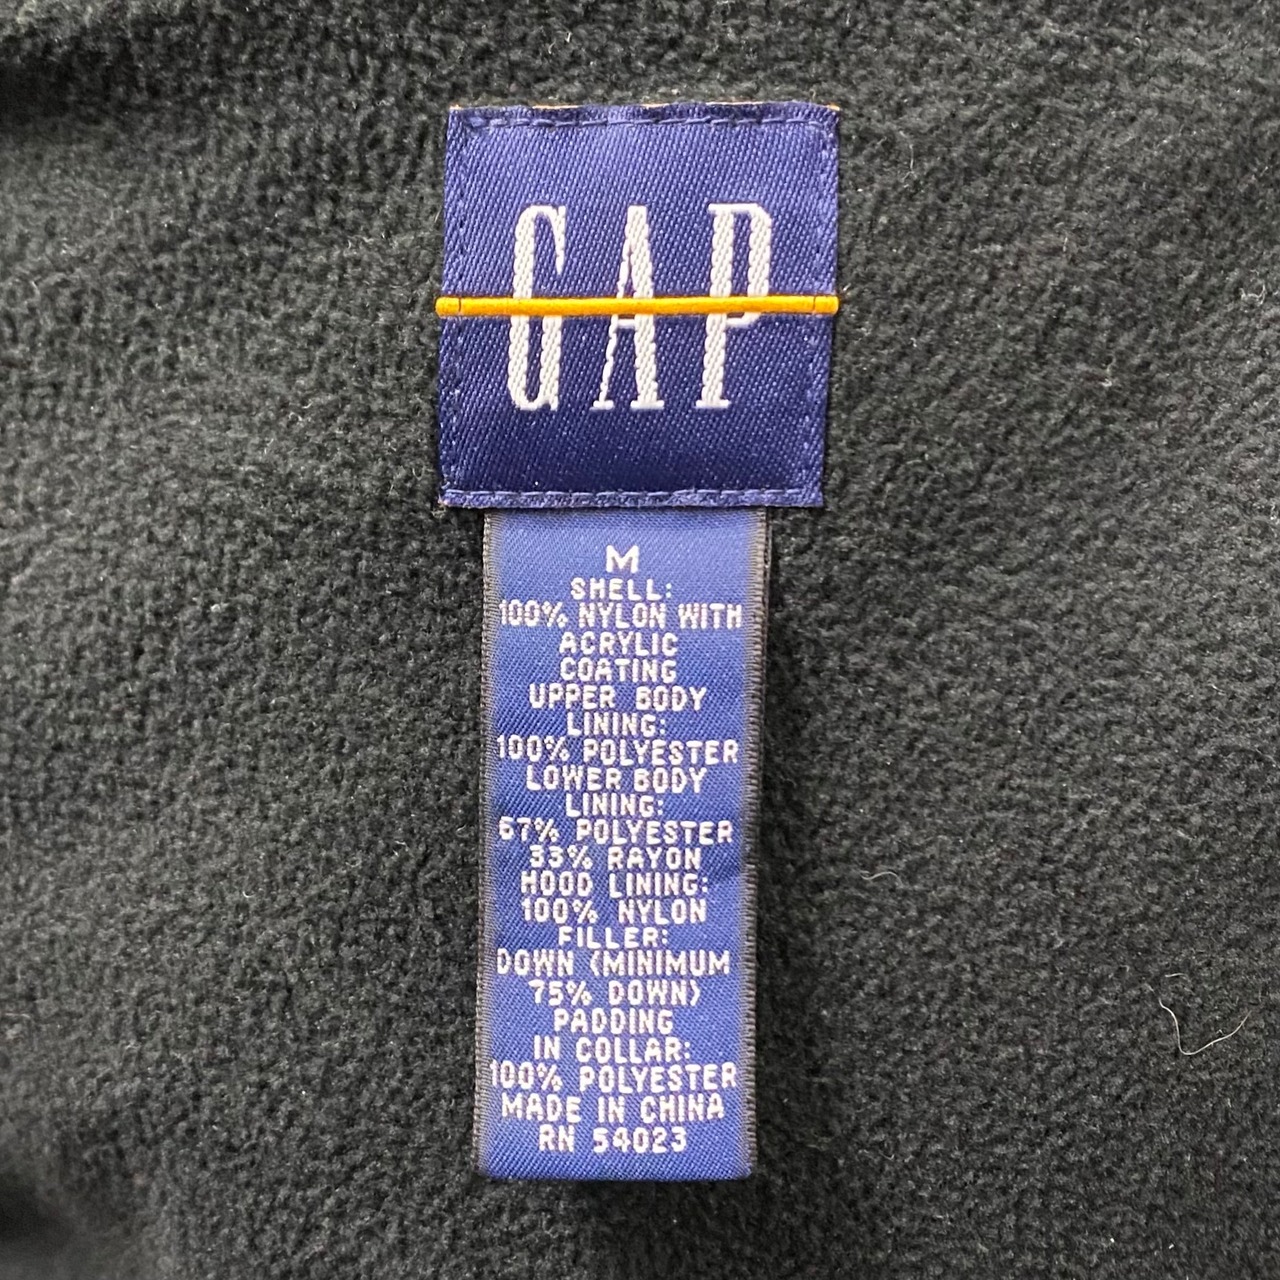 GAP
M
SHELL:
100% NYLON WITH
ACRYLIC
COATING
UPPER BODY
LINING:
100% POLYESTER
LOWER BODY
LINING:
67% POLYESTER
33% RAYON
HOOD LINING:
100% NYLON
FILLER:
DOWN (MINIMUM
75% DOWN)
PADDING
IN COLLAR:
100% POLYESTER
MADE IN CHINA
RN 54023